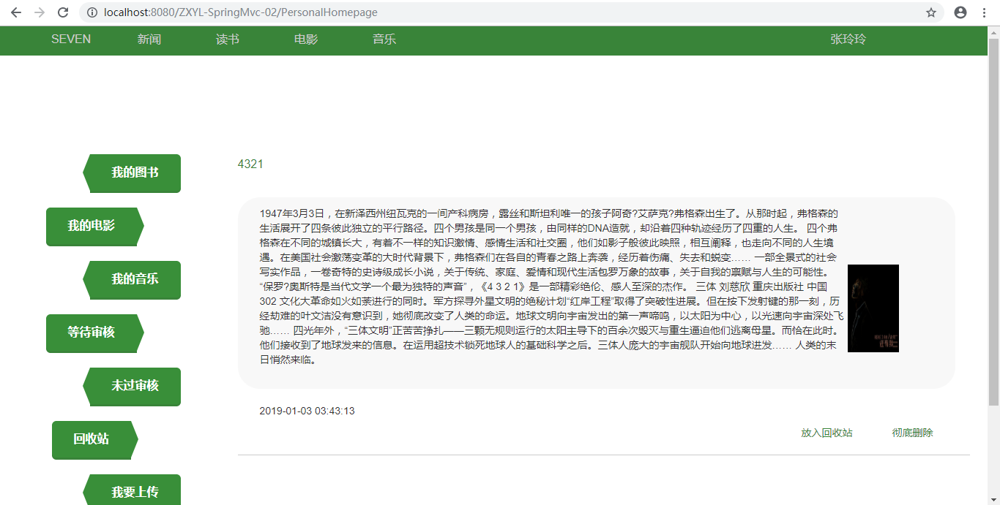 localhost:8080/ZXYL-SpringMvc-02/PersonalHomepage
SEVEN 新闻 读书 电影 音乐 张玲玲
我的图书
我的电影
我的音乐
等待审核
未过审核
回收站
我要上传
4321
1947年3月3日，在新泽西州纽瓦克的一间产科病房，露丝和斯坦利唯一的孩子阿奇?艾萨克?弗格森出生了。从那时起，弗格森的
生活展开了四条彼此独立的平行路径。四个男孩是同一个男孩，由同样的DNA造就，却沿着四种轨迹经历了四重的人生。 四个弗
格森在不同的城镇长大，有着不一样的知识激情、感情生活和社交圈，他们如影子般彼此映照，相互阐释，也走向不同的人生境
遇。在美国社会激荡变革的大时代背景下，弗格森们在各自的青春之路上奔袭，经历着伤痛、失去和蜕变…… 一部全景式的社会
写实作品，一卷奇特的史诗级成长小说，关于传统、家庭、爱情和现代生活包罗万象的故事，关于自我的禀赋与人生的可能性。
“保罗?奥斯特是当代文学一个最为独特的声音”，《4 3 2 1》是一部精彩绝伦、感人至深的杰作。 三体 刘慈欣 重庆出版社 中国
302 文化大革命如火如荼进行的同时。军方探寻外星文明的绝秘计划“红岸工程”取得了突破性进展。但在按下发射键的那一刻，历
经劫难的叶文洁没有意识到，她彻底改变了人类的命运。地球文明向宇宙发出的第一声啼鸣，以太阳为中心，以光速向宇宙深处飞
驰…… 四光年外，“三体文明”正苦苦挣扎——三颗无规则运行的太阳主导下的百余次毁灭与重生逼迫他们逃离母星。而恰在此时。
他们接收到了地球发来的信息。在运用超技术锁死地球人的基础科学之后。三体人庞大的宇宙舰队开始向地球进发…… 人类的末
日悄然来临。
2019-01-03 03:43:13
放入回收站 彻底删除